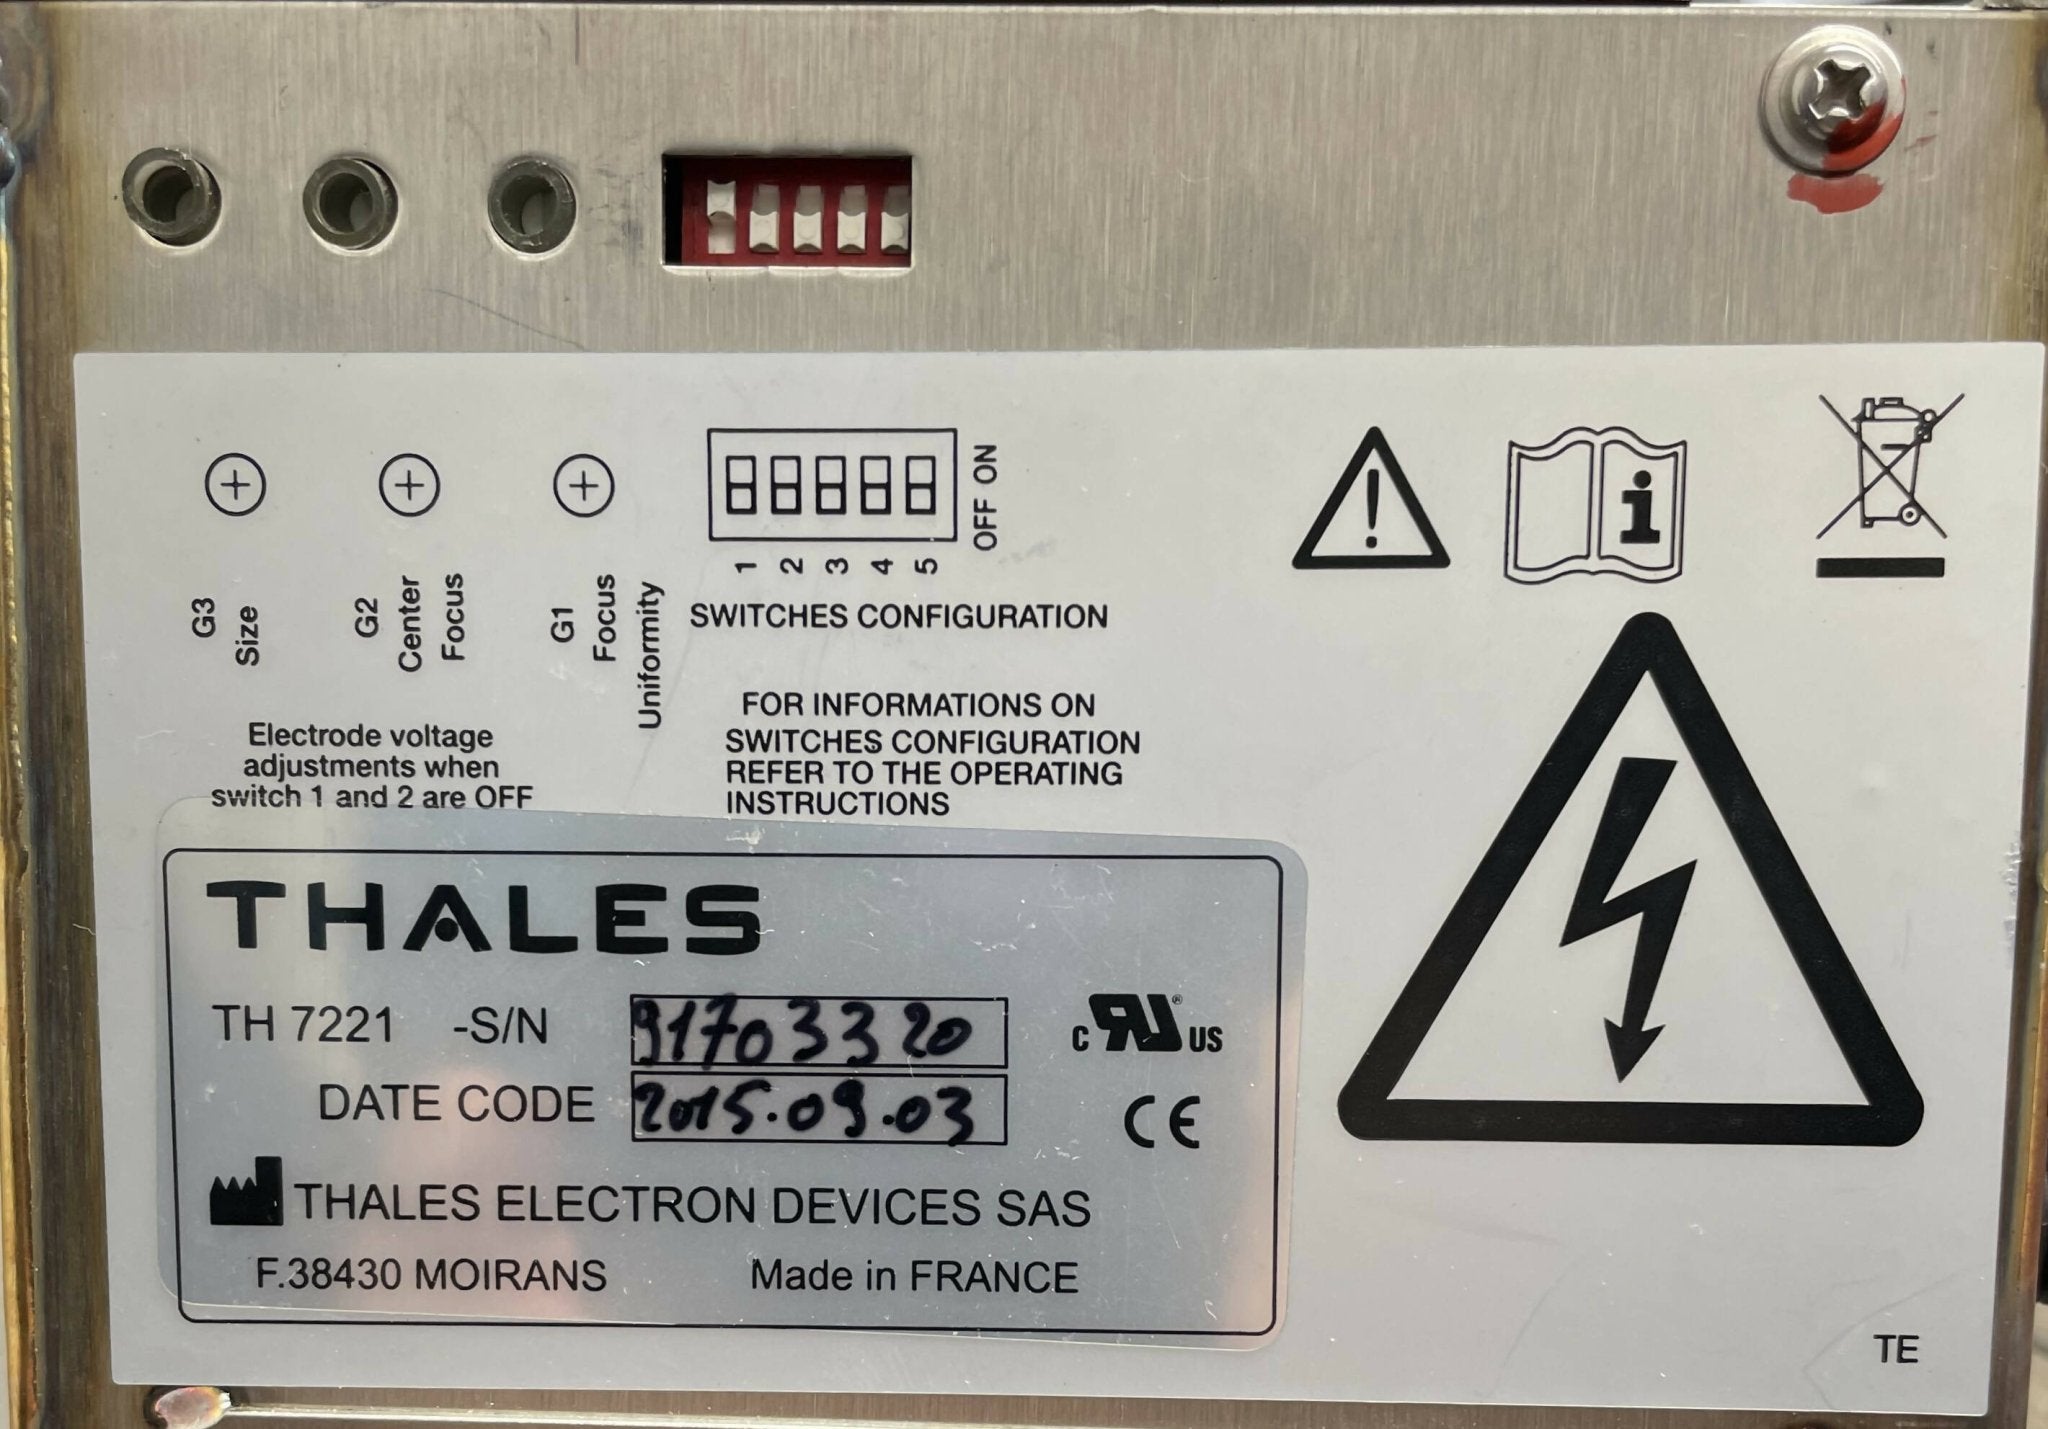 G3
Size
G2
Center
Focus
G1
Focus
Uniformity
1 2 3 4 5
OFF ON
SWITCHES CONFIGURATION
Electrode voltage
adjustments when
switch 1 and 2 are OFF
FOR INFORMATIONS ON
SWITCHES CONFIGURATION
REFER TO THE OPERATING
INSTRUCTIONS
THALES
TH 7221 -S/N 91703320
DATE CODE 2015.09.03
c RU ® US
CE
THALES ELECTRON DEVICES SAS
F.38430 MOIRANS Made in FRANCE
TE